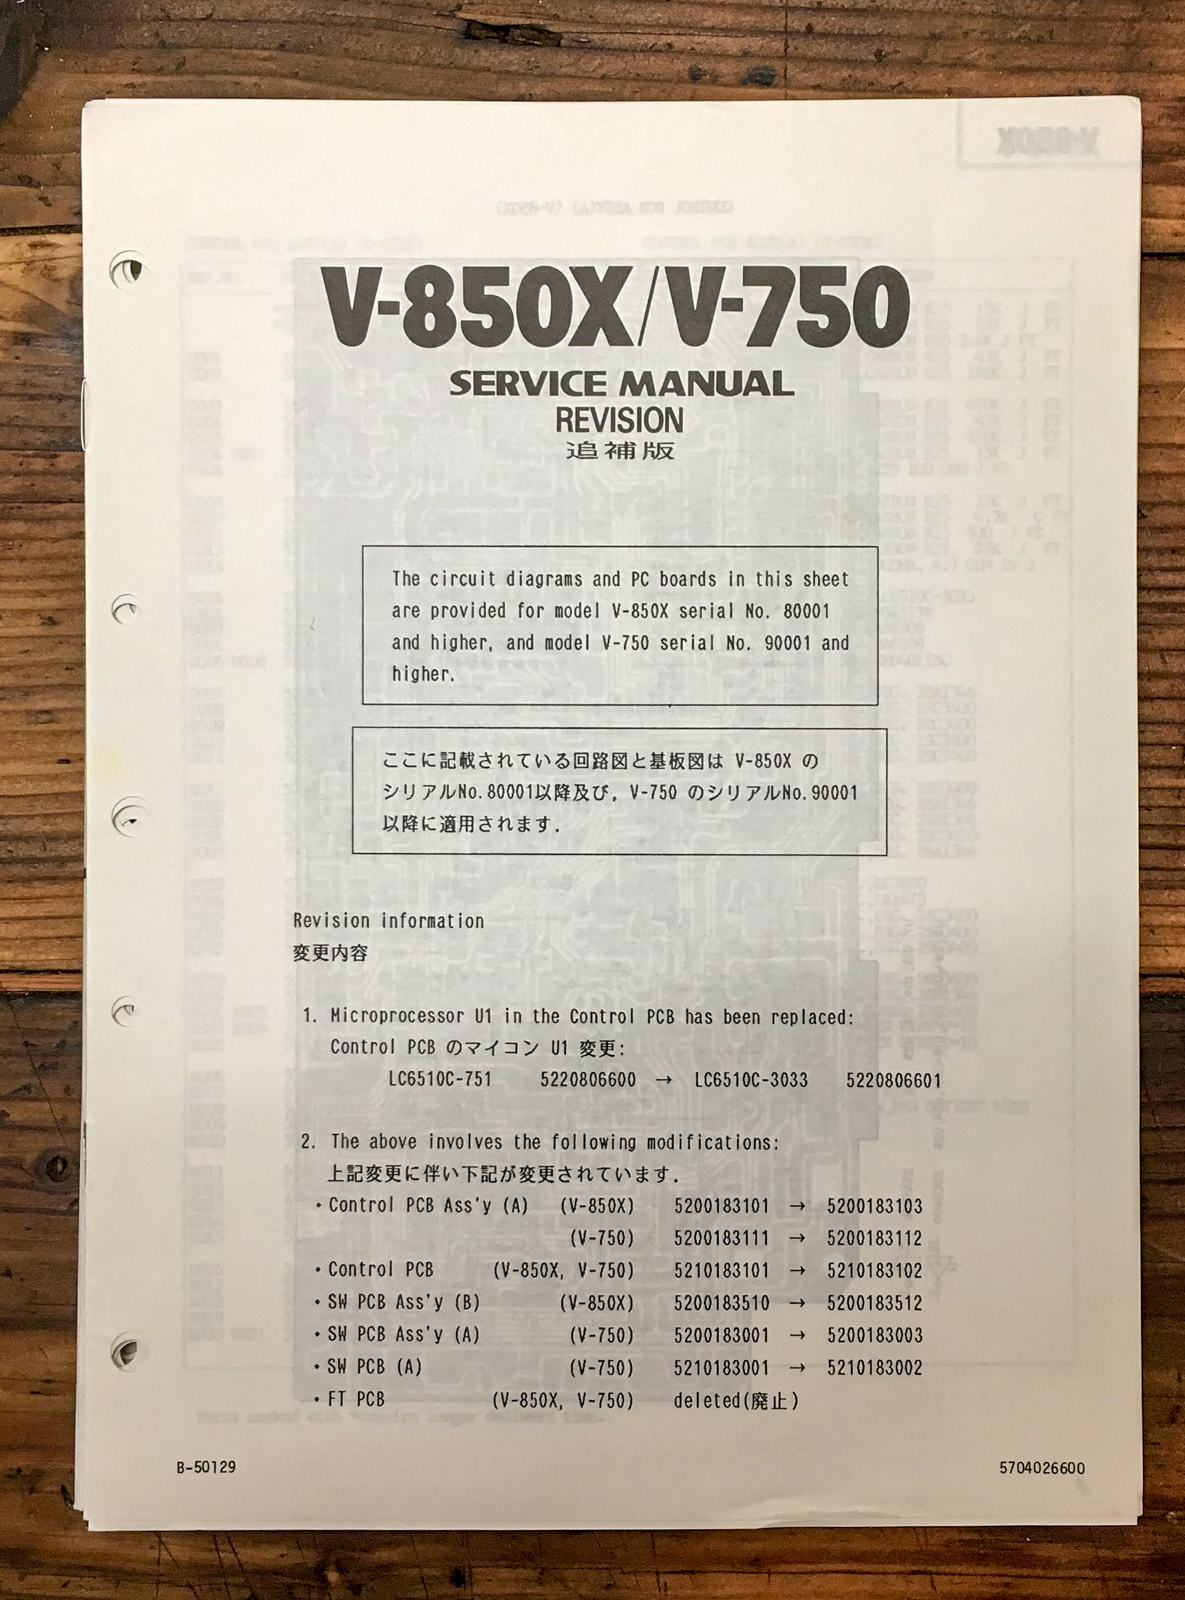 V-850X/V-750
SERVICE MANUAL
REVISION
追補版
The circuit diagrams and PC boards in this sheet
are provided for model V-850X serial No. 80001
and higher, and model V-750 serial No. 90001 and
higher.
ここに記載されている回路図と基板図は V-850X の
シリアルNo.80001以降及び, V-750 のシリアルNo.90001
以降に適用されます.
Revision information
変更内容
1. Microprocessor U1 in the Control PCB has been replaced:
Control PCB のマイコン U1 変更:
LC6510C-751 5220806600 → LC6510C-3033 5220806601
2. The above involves the following modifications:
上記変更に伴い下記が変更されています.
・Control PCB Ass'y (A) (V-850X) 5200183101 → 5200183103
(V-750) 5200183111 → 5200183112
・Control PCB (V-850X, V-750) 5210183101 → 5210183102
・SW PCB Ass'y (B) (V-850X) 5200183510 → 5200183512
・SW PCB Ass'y (A) (V-750) 5200183001 → 5200183003
・SW PCB (A) (V-750) 5210183001 → 5210183002
・FT PCB (V-850X, V-750) deleted(廃止)
B-50129 5704026600